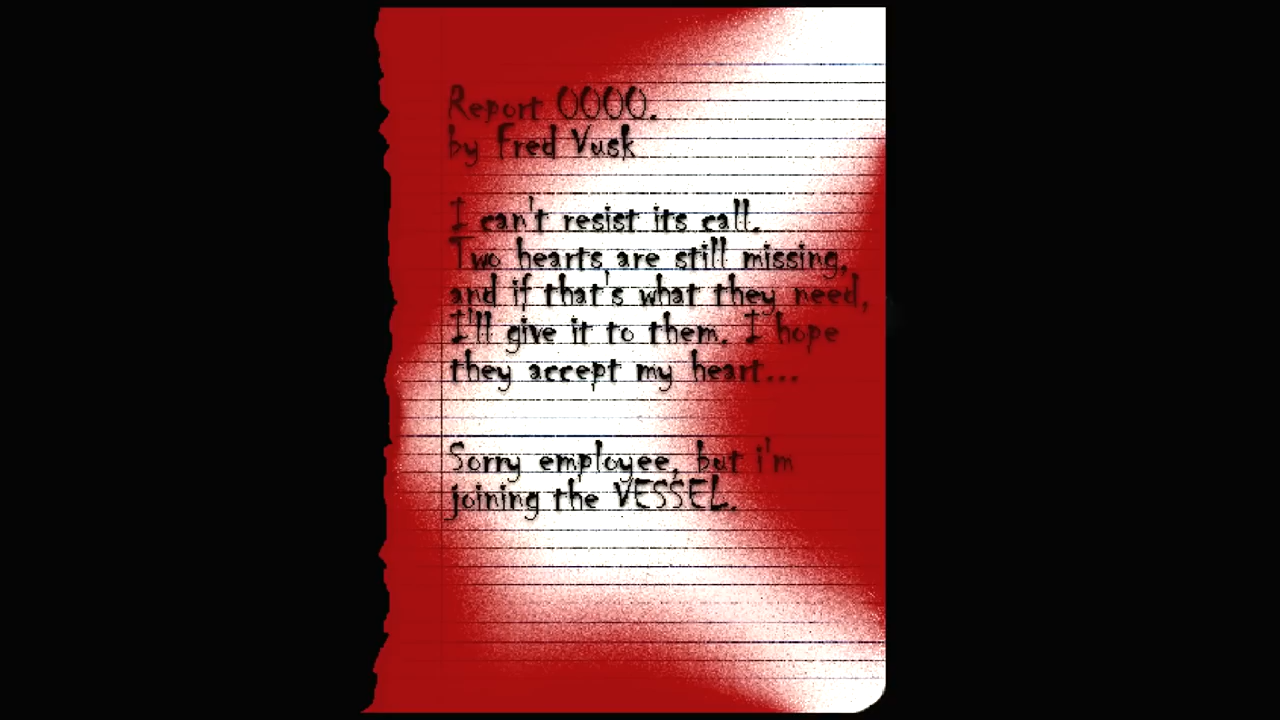 Report 0000.
by Fred Vusk
I can't resist its call.
Two hearts are still missing,
and if that's what they need,
I'll give it to them. I hope
they accept my heart...
Sorry employee, but i'm
joining the VESSEL.